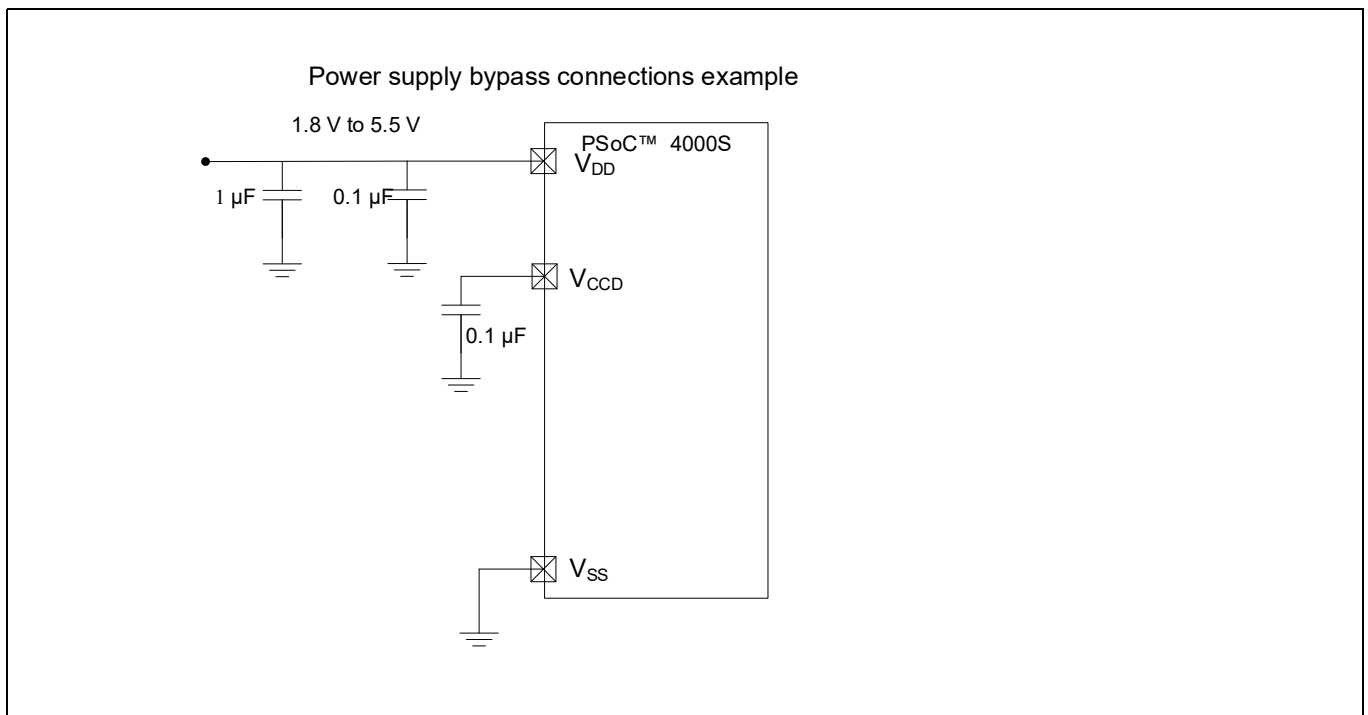 Power supply bypass connections example
1.8 V to 5.5 V
PSoC™ 4000S
VDD
1 µF
0.1 µF
VCCD
0.1 µF
VSS